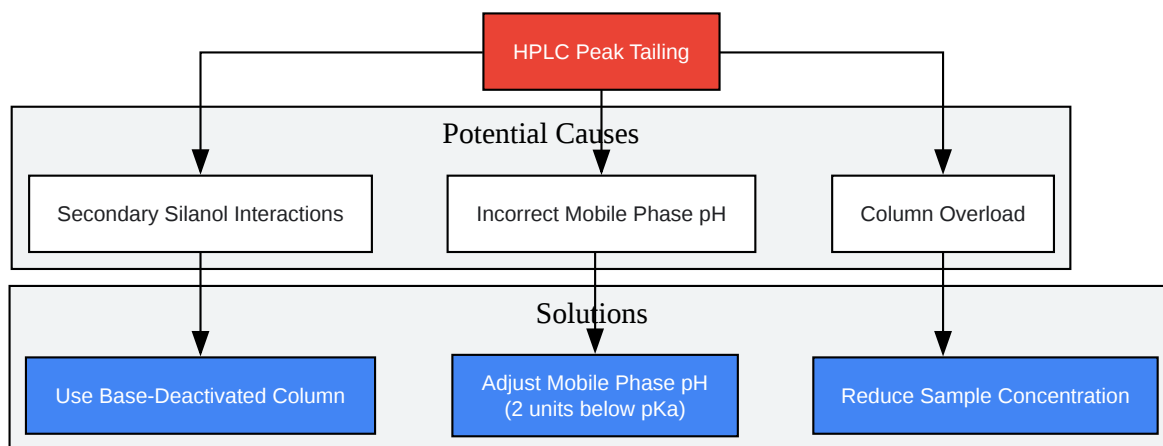 HPLC Peak Tailing
Potential Causes
Secondary Silanol Interactions
Incorrect Mobile Phase pH
Column Overload
Solutions
Use Base-Deactivated Column
Adjust Mobile Phase pH
(2 units below pKa)
Reduce Sample Concentration